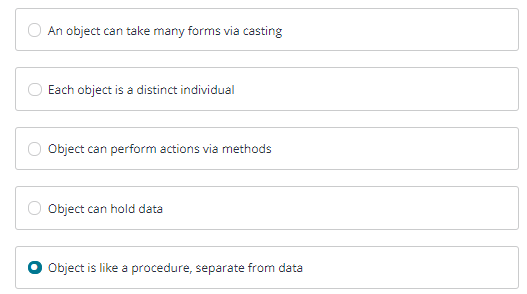 An object can take many forms via casting
Each object is a distinct individual
Object can perform actions via methods
Object can hold data
Object is like a procedure, separate from data